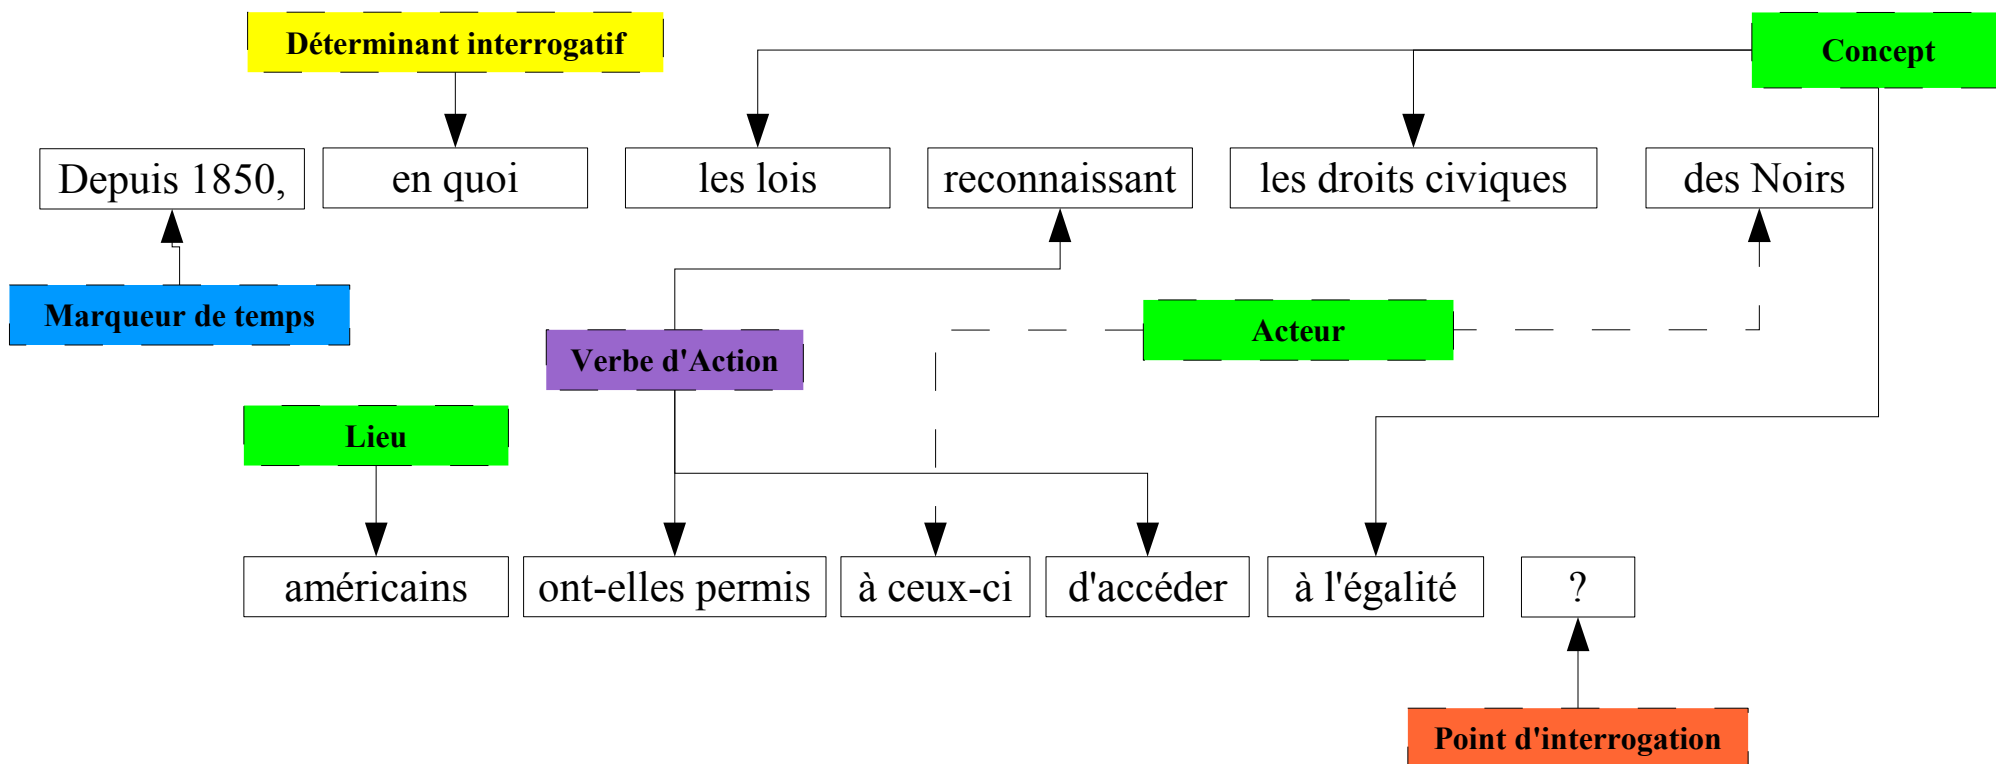 Déterminant interrogatif
Concept
Depuis 1850,
en quoi
les lois
reconnaissant
les droits civiques
des Noirs
Marqueur de temps
Verbe d'Action
Acteur
Lieu
américains
ont-elles permis
à ceux-ci
d'accéder
à l'égalité
?
Point d'interrogation